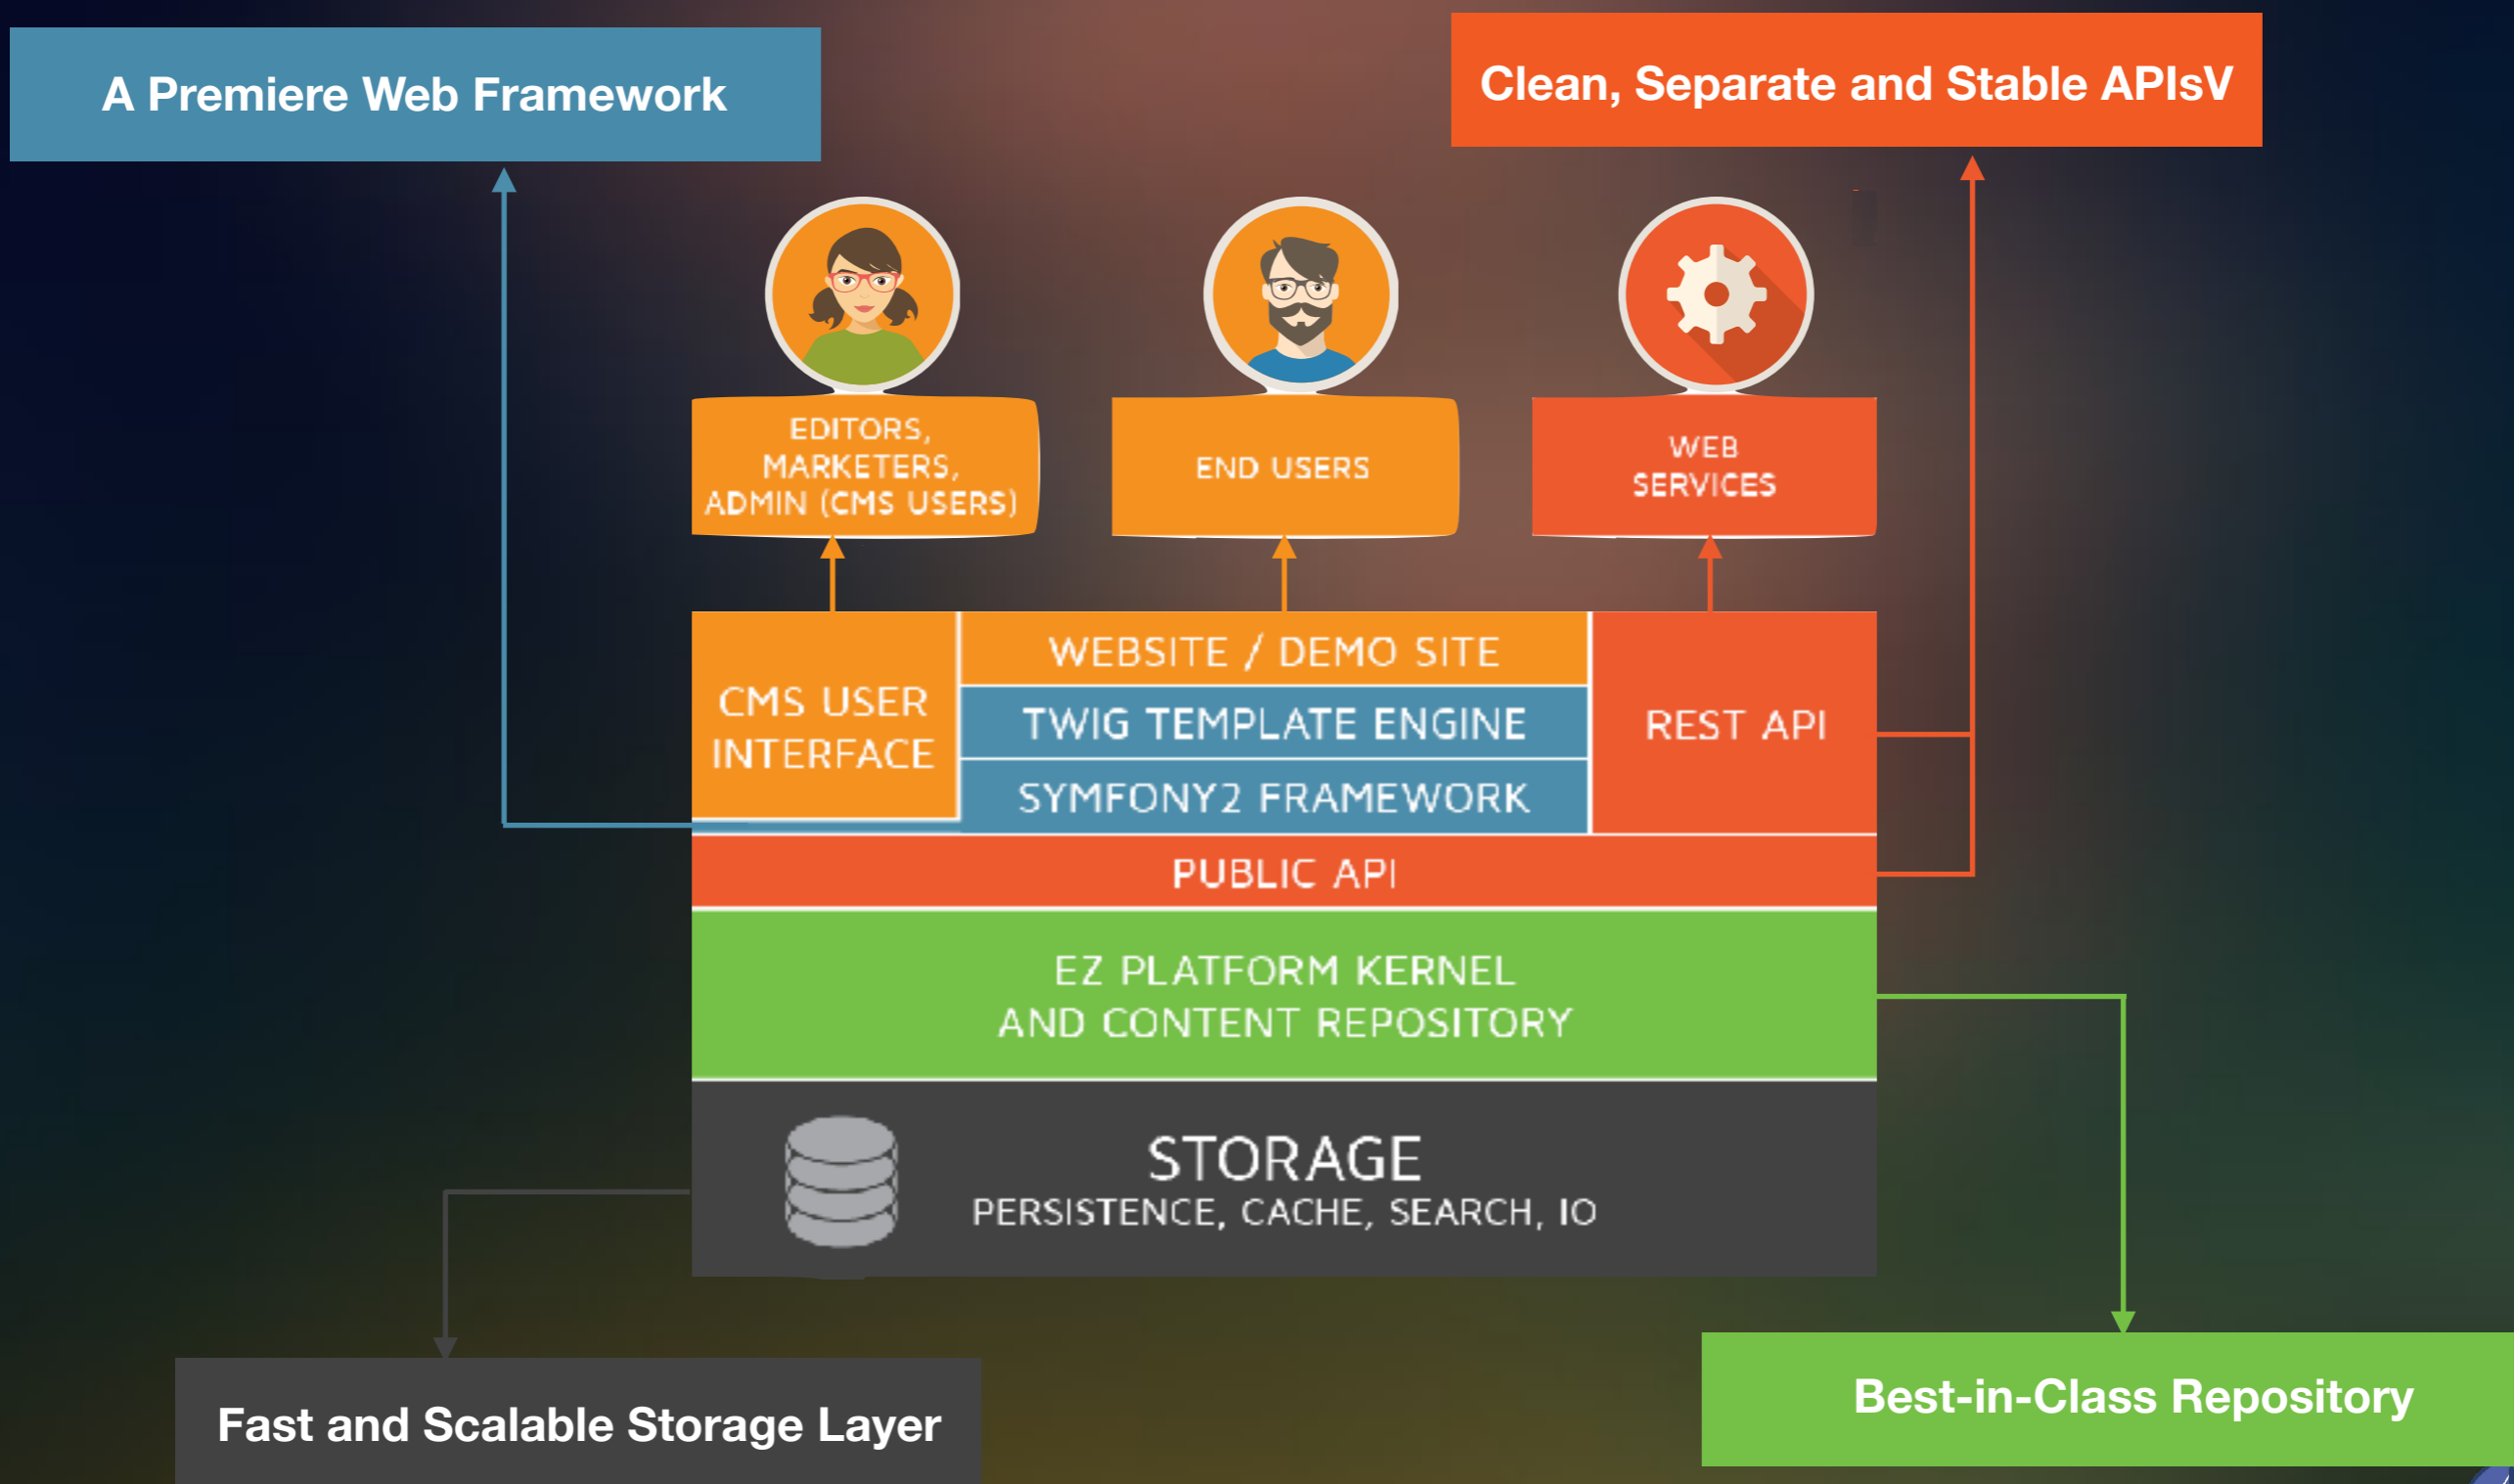 A Premiere Web Framework
Clean, Separate and Stable APIsV
EDITORS,
MARKETERS,
ADMIN (CMS USERS)
END USERS
WEB
SERVICES
CMS USER
INTERFACE
WEBSITE / DEMO SITE
TWIG TEMPLATE ENGINE
SYMFONY2 FRAMEWORK
REST API
PUBLIC API
EZ PLATFORM KERNEL
AND CONTENT REPOSITORY
STORAGE
PERSISTENCE, CACHE, SEARCH, IO
Fast and Scalable Storage Layer
Best-in-Class Repository